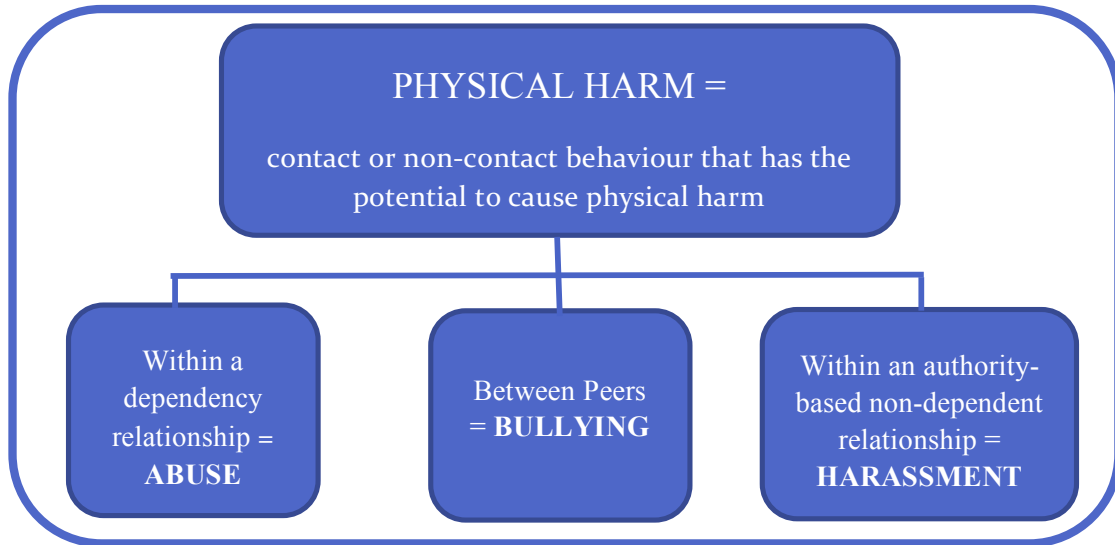 PHYSICAL HARM =
contact or non-contact behaviour that has the
potential to cause physical harm
Within a
dependency
relationship =
ABUSE
Between Peers
= BULLYING
Within an authority-
based non-dependent
relationship =
HARASSMENT